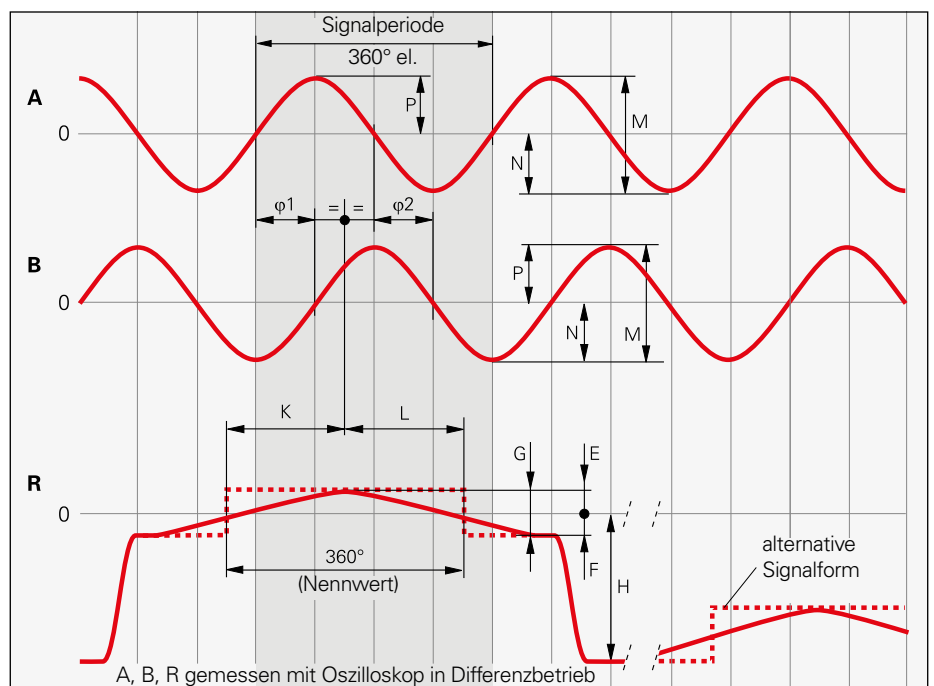 Signalperiode
360° el.
A
0
P
M
N
φ1
= =
φ2
B
0
P
N
M
K
L
G
E
R
0
360°
(Nennwert)
F
H
alternative
Signalform
A, B, R gemessen mit Oszilloskop in Differenzbetrieb